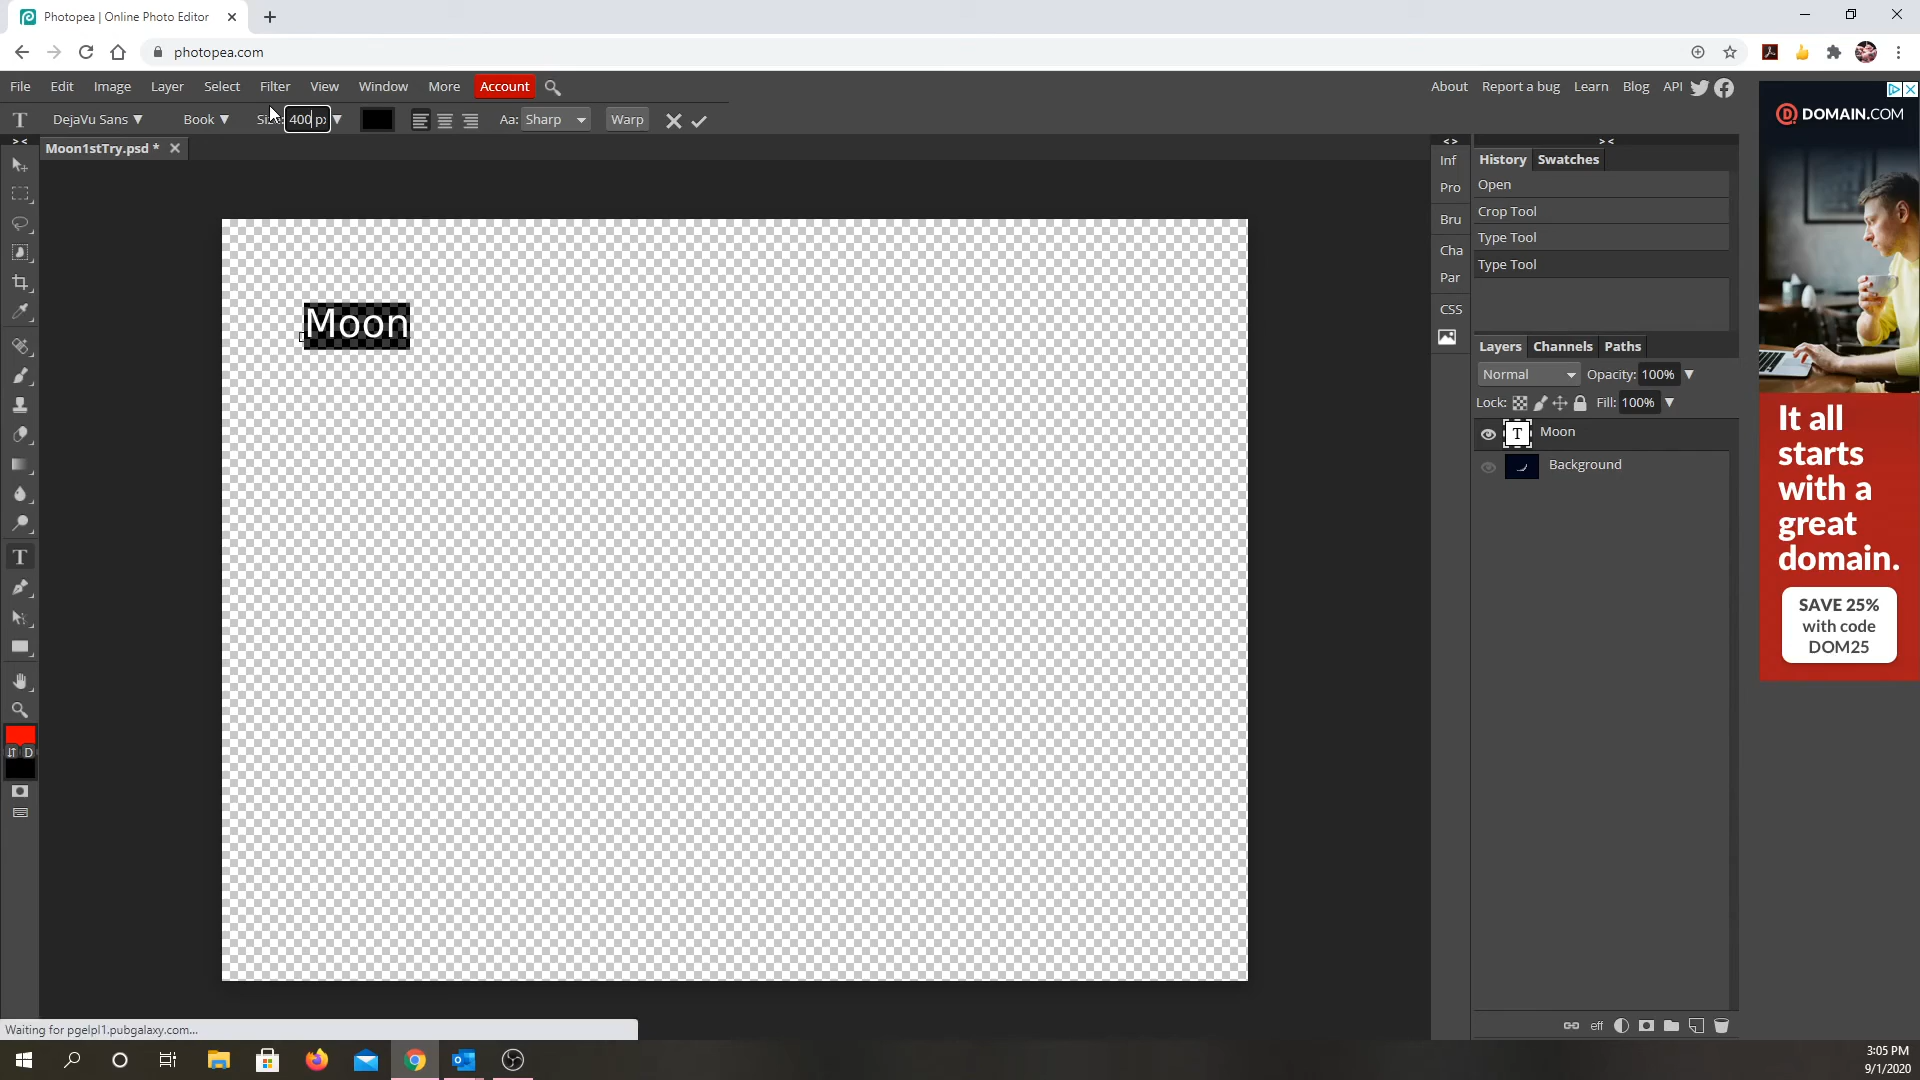 Photopea | Online Photo Editor
photopea.com
File Edit Image Layer Select Filter View Window More Account
About Report a bug Learn Blog API
DejaVu Sans Book Size: 400 px Aa: Sharp Warp
Moon1stTry.psd *
Moon
Inf
Pro
Bru
Cha
Par
CSS
History Swatches
Open
Crop Tool
Type Tool
Type Tool
Layers Channels Paths
Normal Opacity: 100%
Lock: Fill: 100%
T Moon
Background
eff
T
D
DOMAIN.COM
It all
starts
with a
great
domain.
SAVE 25%
with code
DOM25
Waiting for pgelpl1.pubgalaxy.com...
3:05 PM
9/1/2020